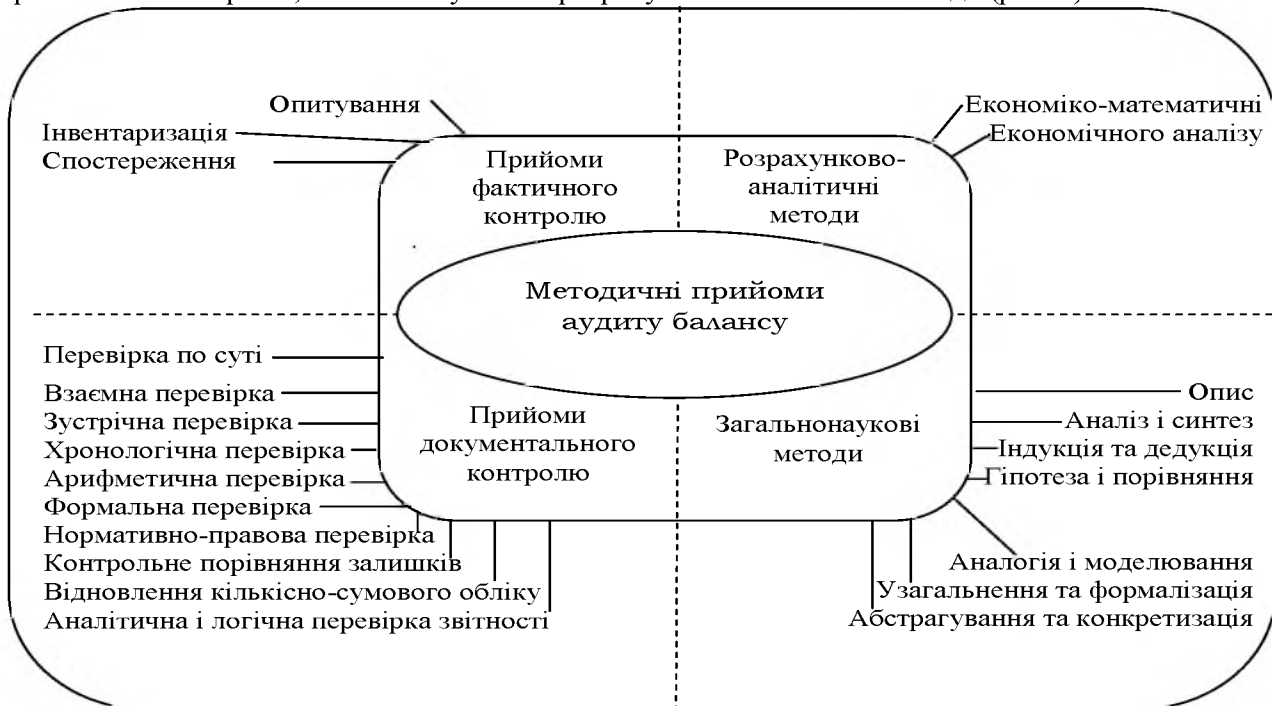 Опитування
Інвентаризація
Спостереження
Економіко-математичні
Економічного аналізу
Прийоми
фактичного
контролю
Розрахунково-
аналітичні
методи
Методичні прийоми
аудиту балансу
Перевірка по суті
Взаємна перевірка
Зустрічна перевірка
Хронологічна перевірка
Арифметична перевірка
Формальна перевірка
Нормативно-правова перевірка
Контрольне порівняння залишків
Відновлення кількісно-сумового обліку
Аналітична і логічна перевірка звітності
Прийоми
документального
контролю
Загальнонаукові
методи
Опис
Аналіз і синтез
Індукція та дедукція
Гіпотеза і порівняння
Аналогія і моделювання
Узагальнення та формалізація
Абстрагування та конкретизація